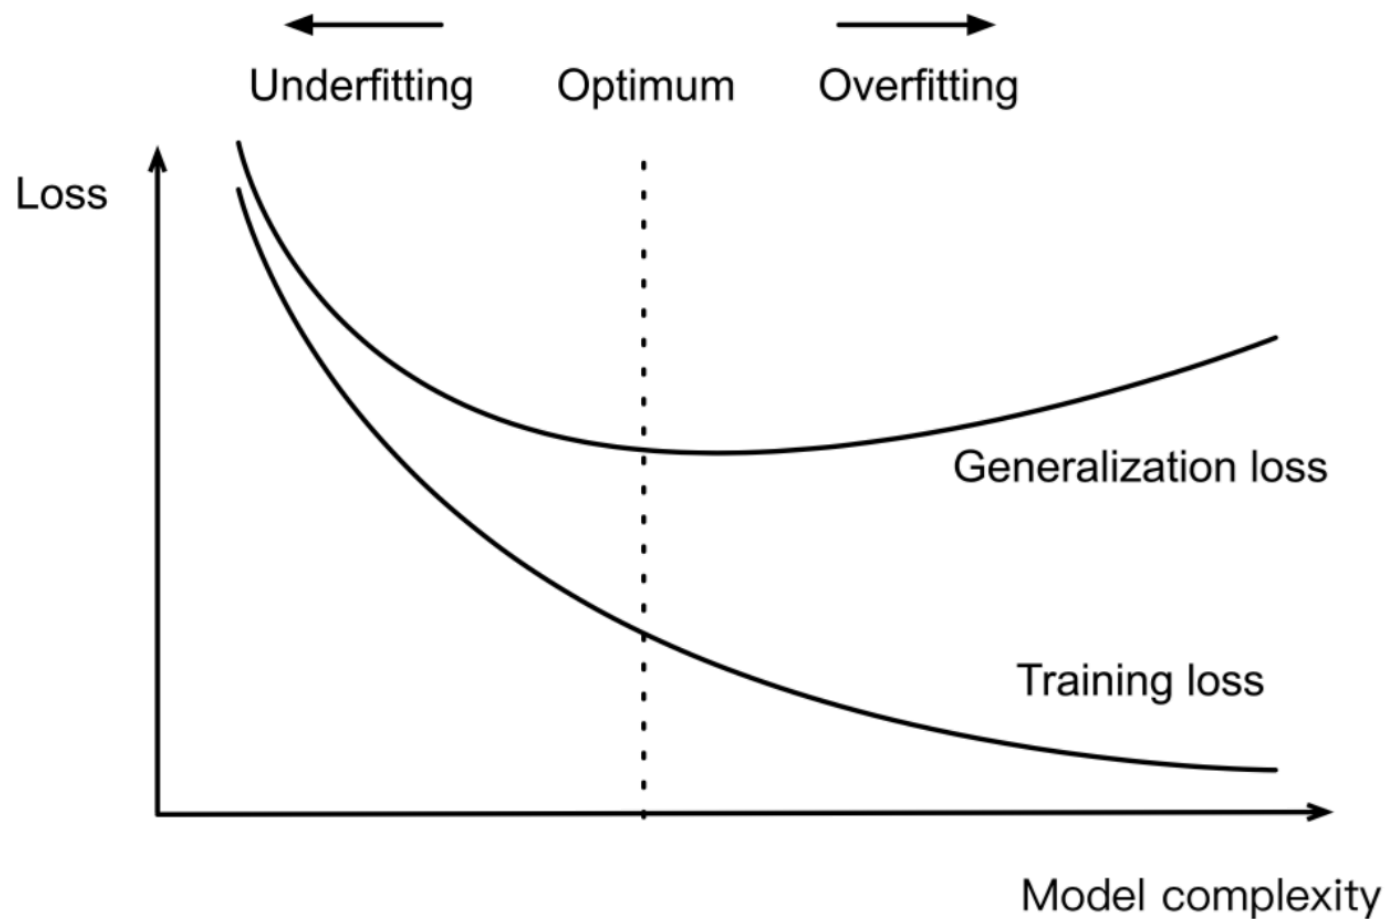 Underfitting Optimum Overfitting
Loss
Generalization loss
Training loss
Model complexity